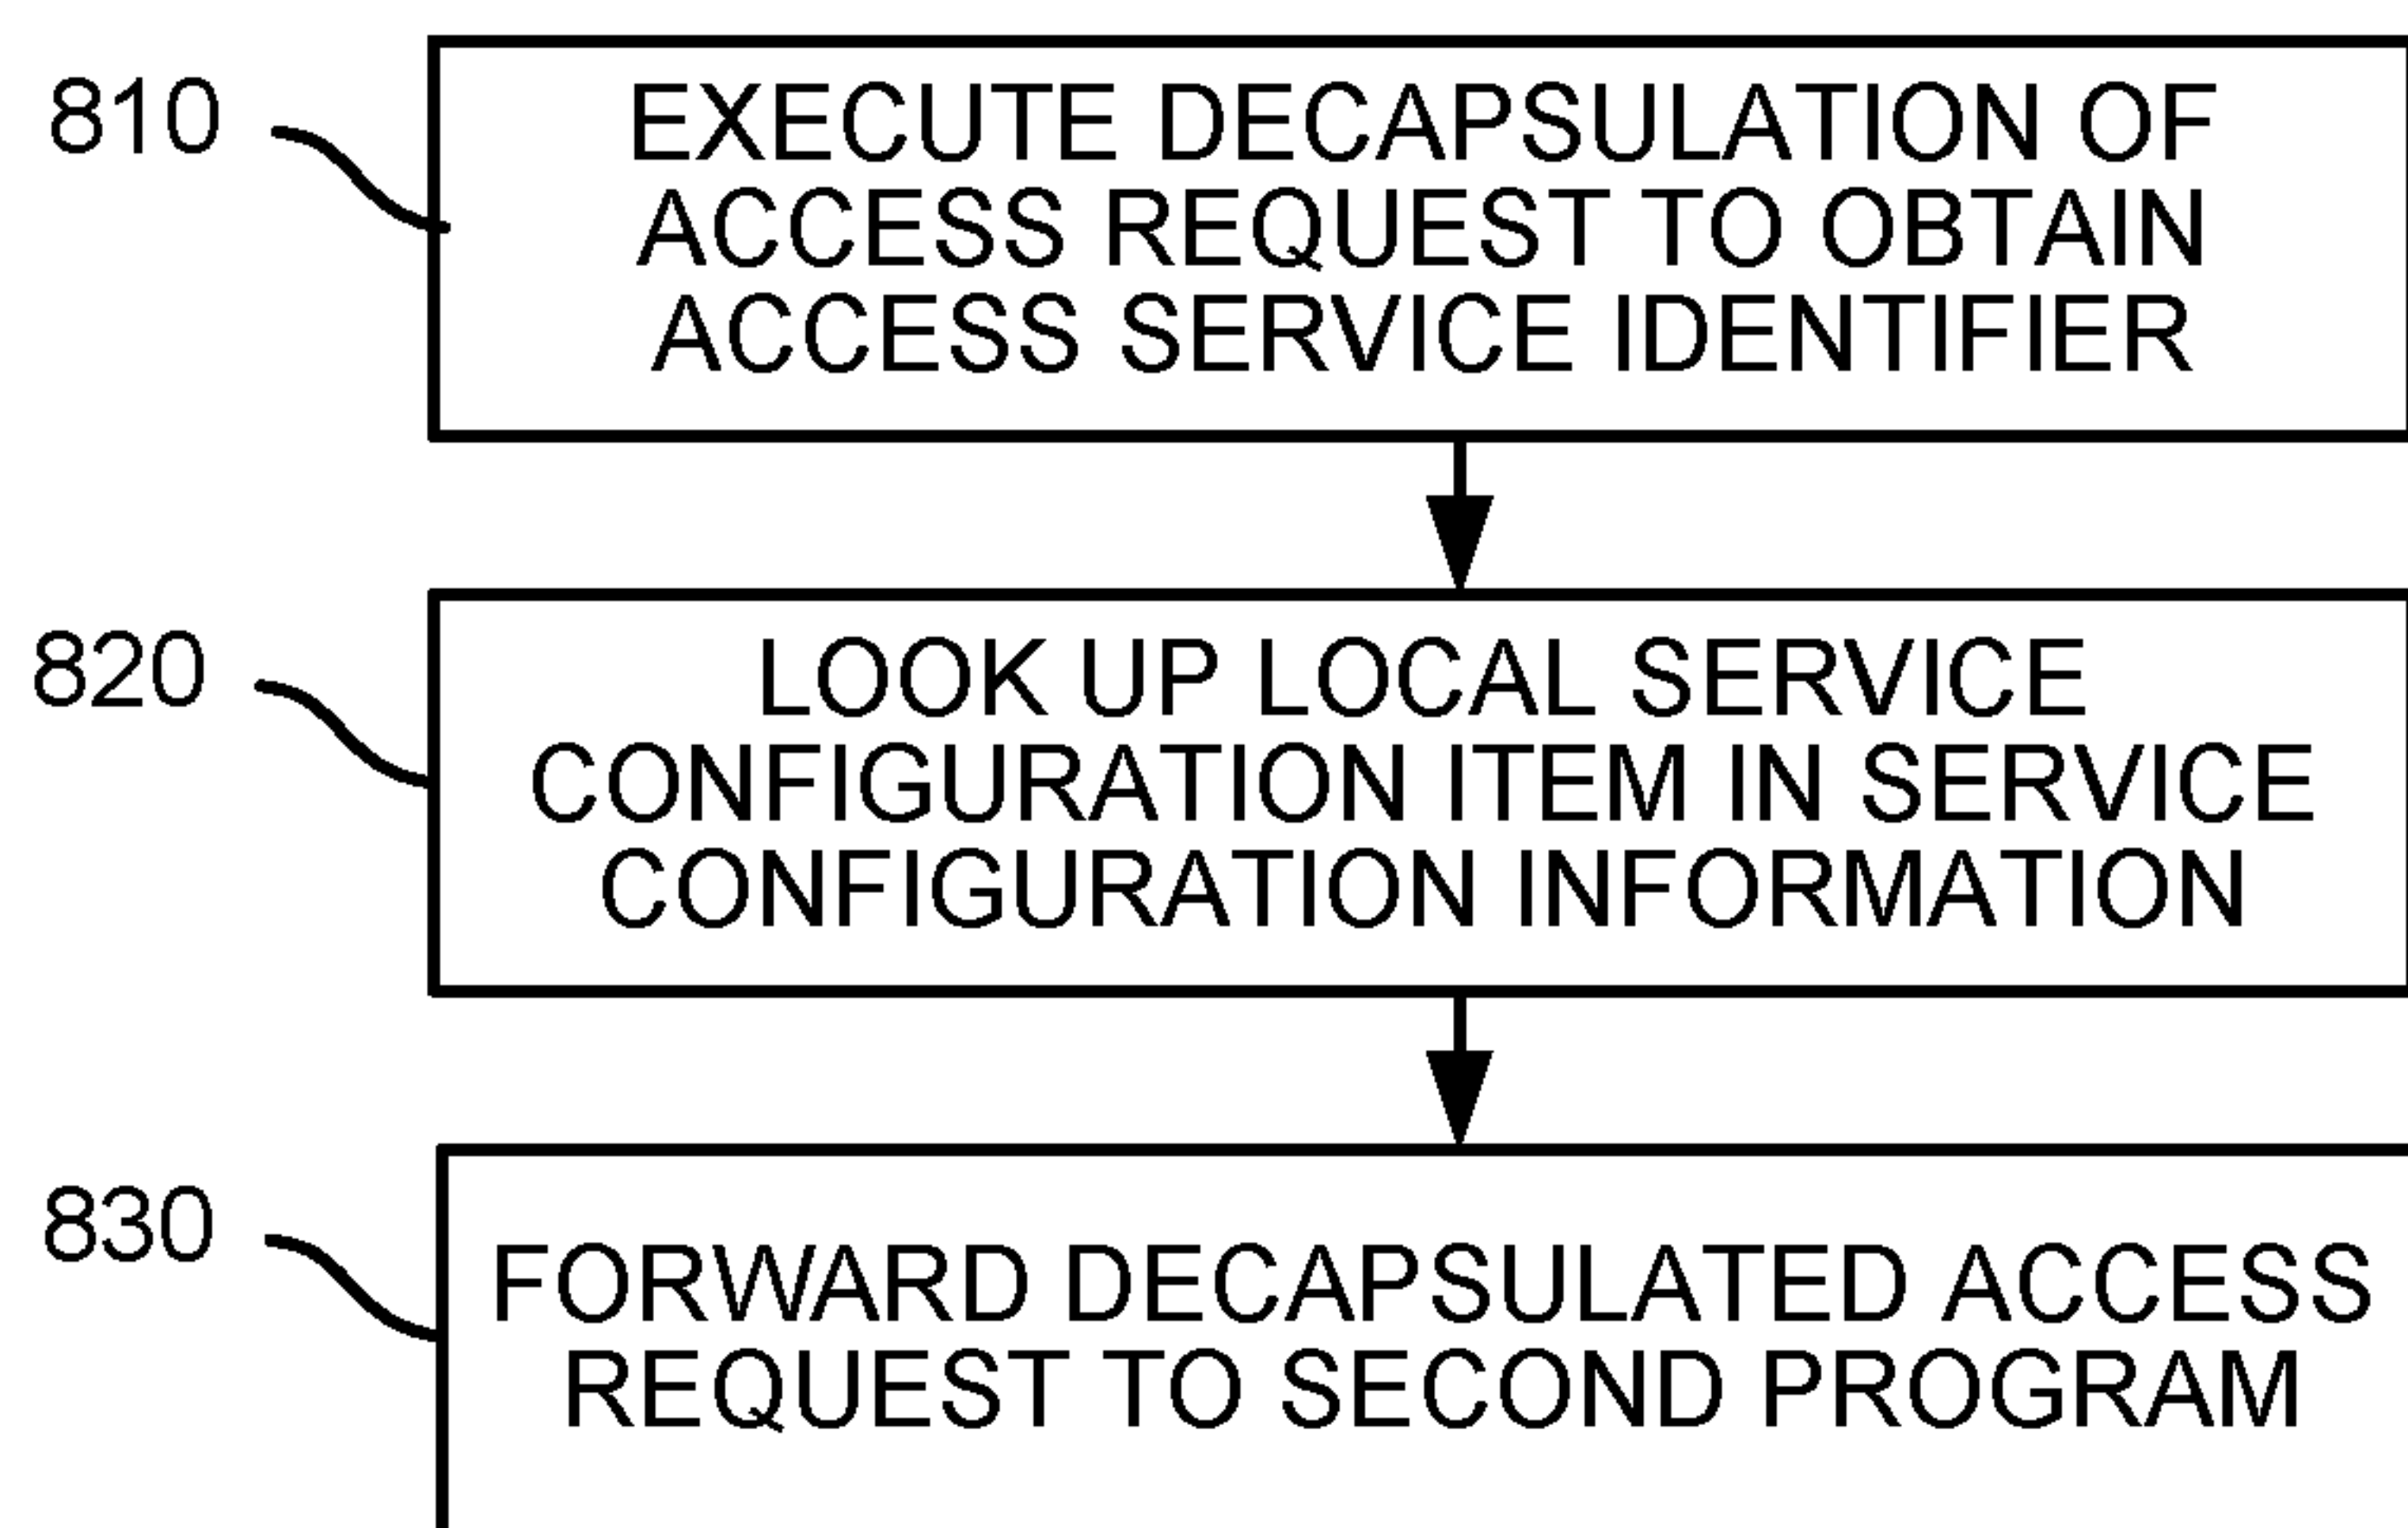 810
EXECUTE DECAPSULATION OF
ACCESS REQUEST TO OBTAIN
ACCESS SERVICE IDENTIFIER
820
LOOK UP LOCAL SERVICE
CONFIGURATION ITEM IN SERVICE
CONFIGURATION INFORMATION
830
FORWARD DECAPSULATED ACCESS
REQUEST TO SECOND PROGRAM